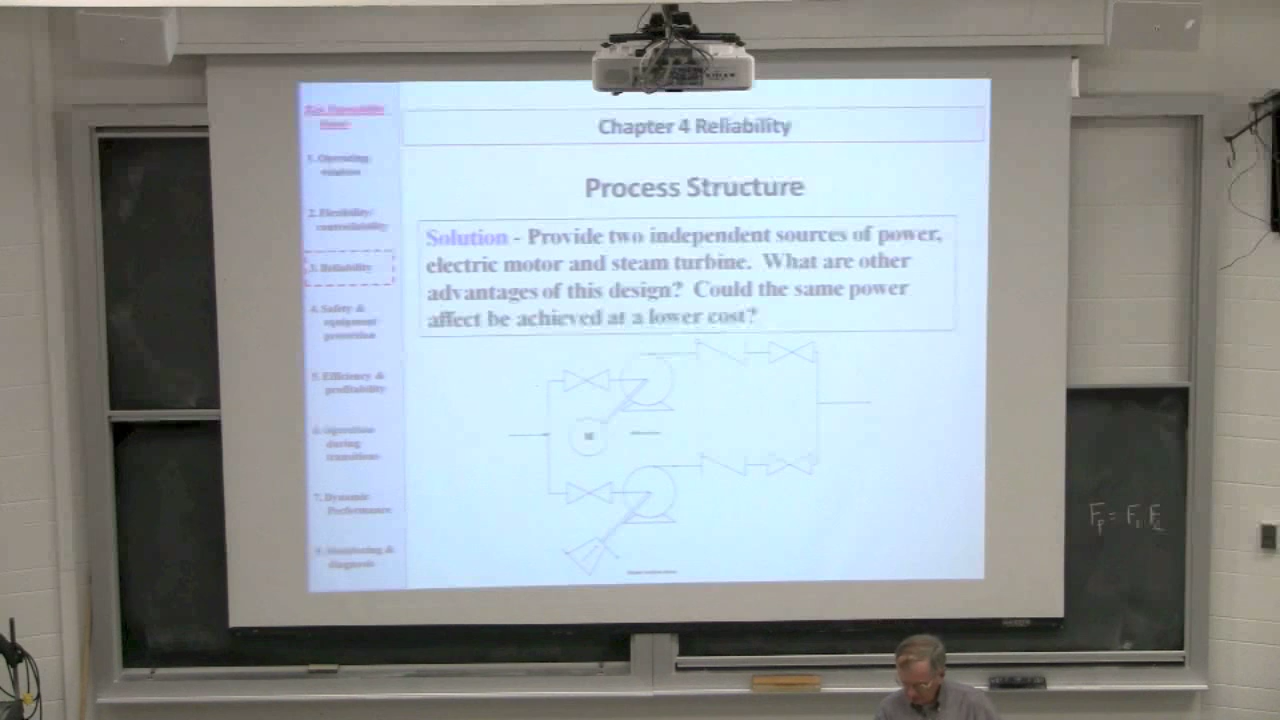 Chapter 4 Reliability
Process Structure
Solution - Provide two independent sources of power,
electric motor and steam turbine. What are other
advantages of this design? Could the same power
affect be achieved at a lower cost?
1. Operating
window
2. Flexibility/
controllability
3. Reliability
4. Safety &
equipment
protection
5. Efficiency &
profitability
6. Operation
during
transitions
7. Dynamic
Performance
8. Monitoring &
diagnosis
M
Fp = F1 F2